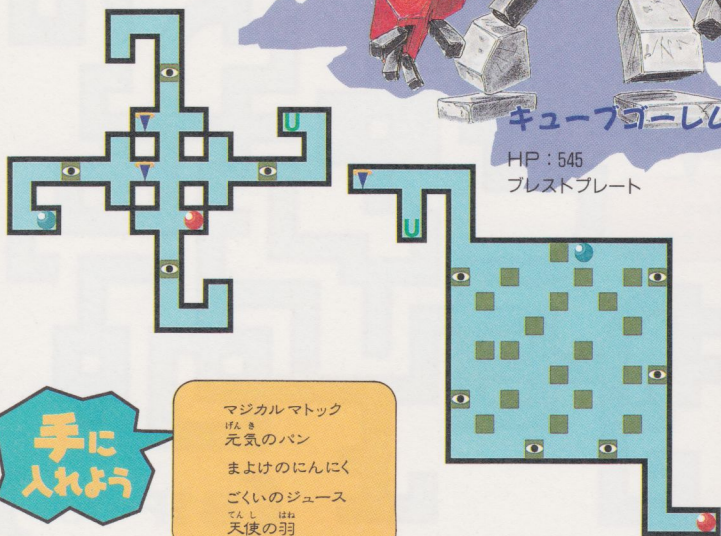 キューブゴーレム
HP：545
ブレストプレート
U
U
手に
入れよう
マジカルマトック
げんき
元気のパン
まよけのにんにく
ごくいのジュース
てんし はね
天使の羽